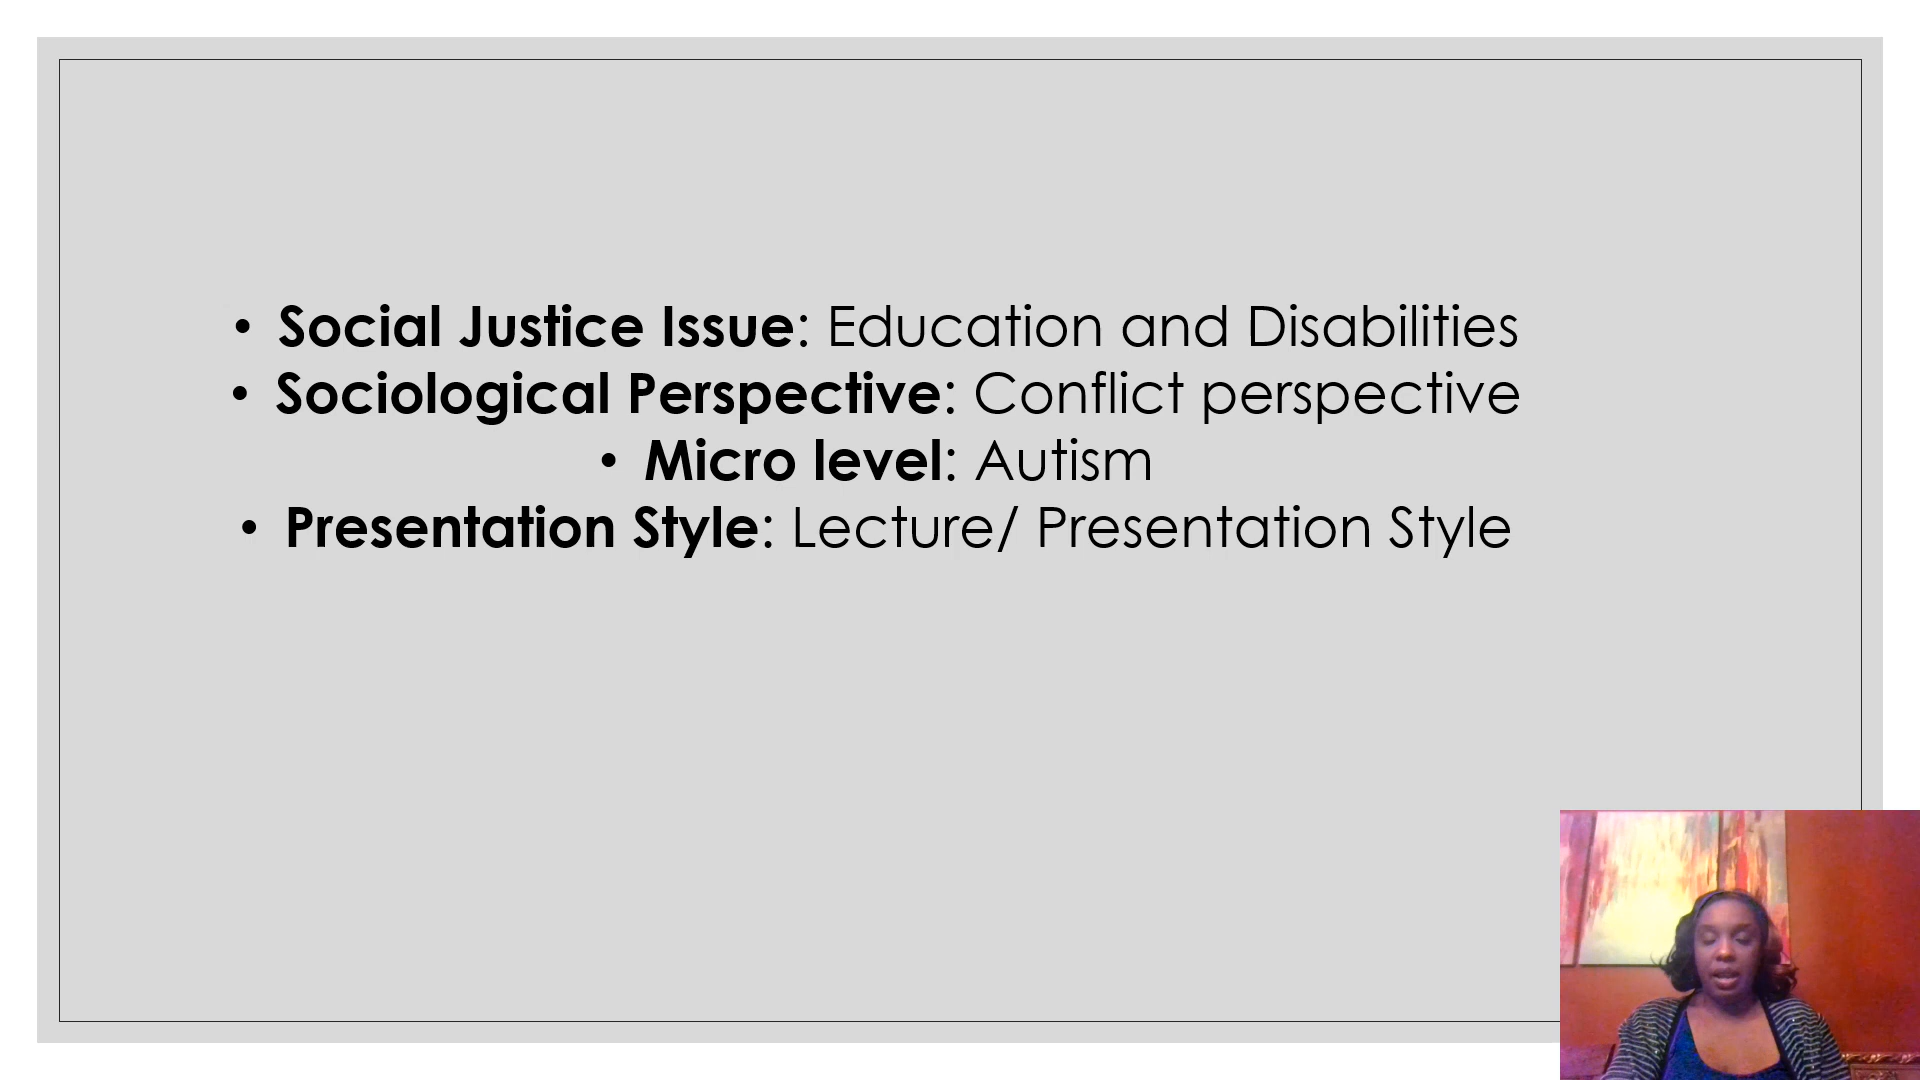 • Social Justice Issue: Education and Disabilities
• Sociological Perspective: Conflict perspective
• Micro level: Autism
• Presentation Style: Lecture/ Presentation Style